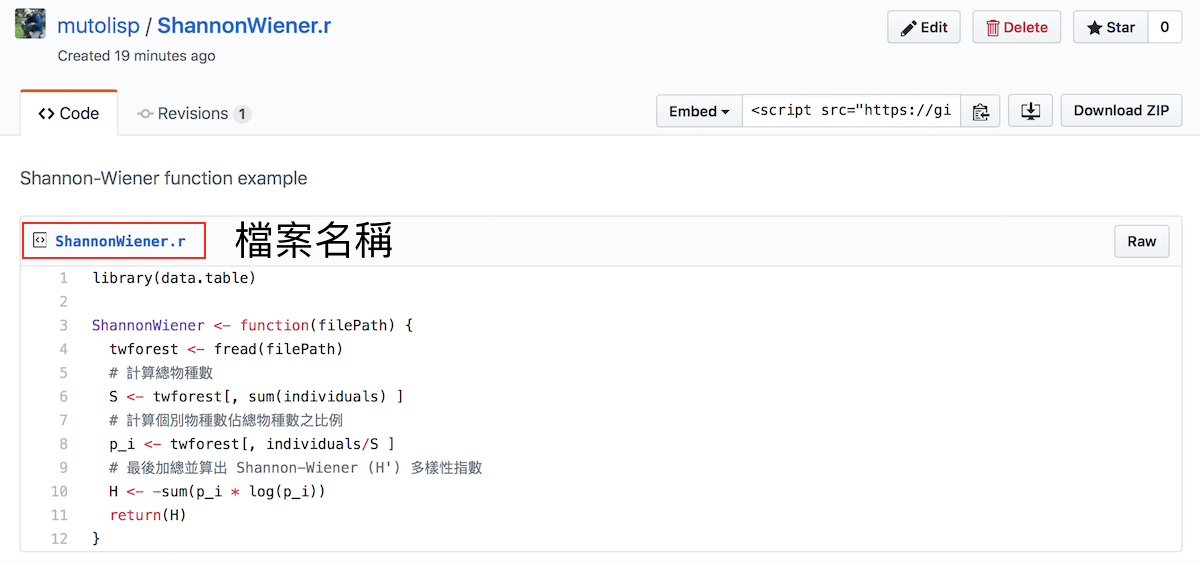 mutolisp / ShannonWiener.r
Edit
Delete
Star
0
Created 19 minutes ago
Code
Revisions 1
Embed
<script src="https://gi
Download ZIP
Shannon-Wiener function example
ShannonWiener.r
檔案名稱
Raw
1 library(data.table)
2
3 ShannonWiener <- function(filePath) {
4 twforest <- fread(filePath)
5 # 計算總物種數
6 S <- twforest[, sum(individuals) ]
7 # 計算個別物種數佔總物種數之比例
8 p_i <- twforest[, individuals/S ]
9 # 最後加總並算出 Shannon-Wiener (H') 多樣性指數
10 H <- -sum(p_i * log(p_i))
11 return(H)
12 }